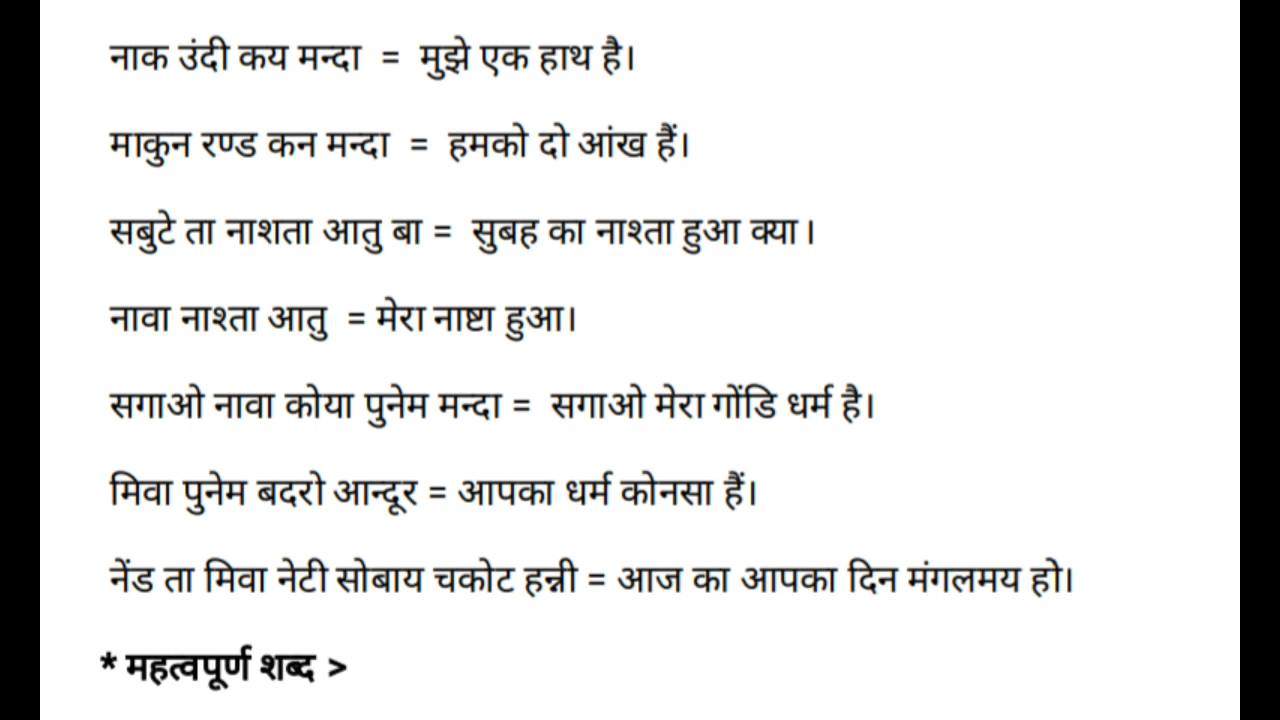 नाक उंदी कय मन्दा = मुझे एक हाथ है।
माकुन रण्ड कन मन्दा = हमको दो आंख हैं।
सबुटे ता नाशता आतु बा = सुबह का नाश्ता हुआ क्या।
नावा नाश्ता आतु = मेरा नाष्टा हुआ।
सगाओ नावा कोया पुनेम मन्दा = सगाओ मेरा गोंडि धर्म है।
मिवा पुनेम बदरो आन्दूर = आपका धर्म कोनसा हैं।
नेंड ता मिवा नेटी सोबाय चकोट हन्नी = आज का आपका दिन मंगलमय हो।
* महत्वपूर्ण शब्द >